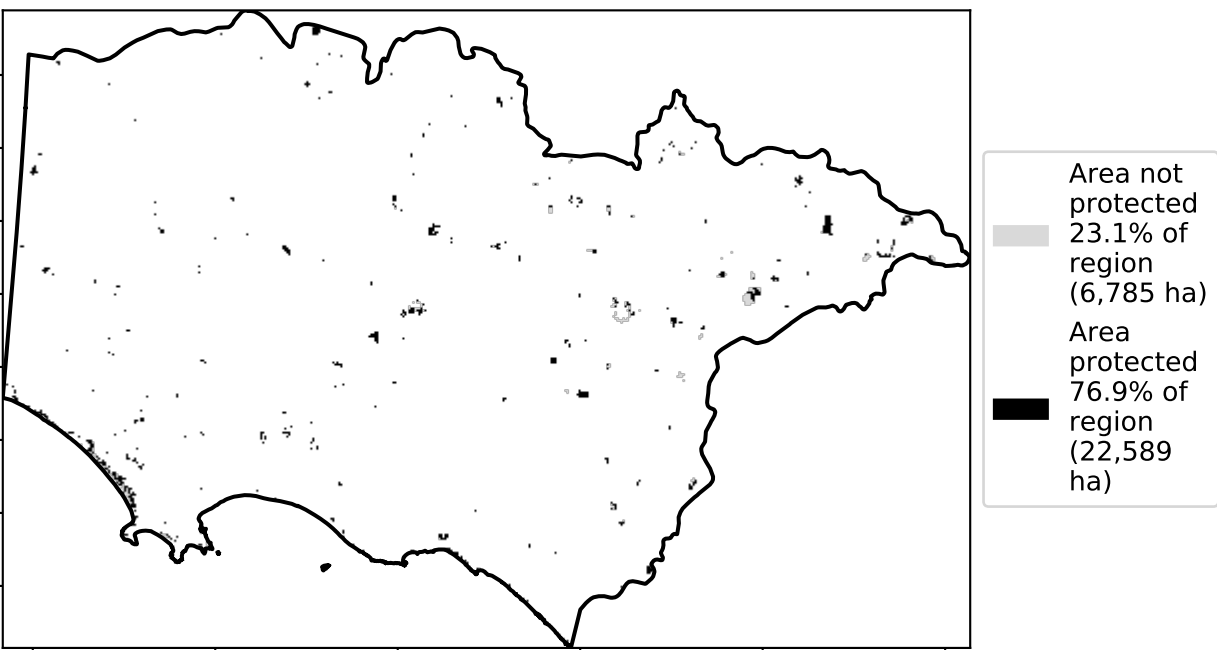 Area not
protected
23.1% of
region
(6,785 ha)
Area
protected
76.9% of
region
(22,589
ha)